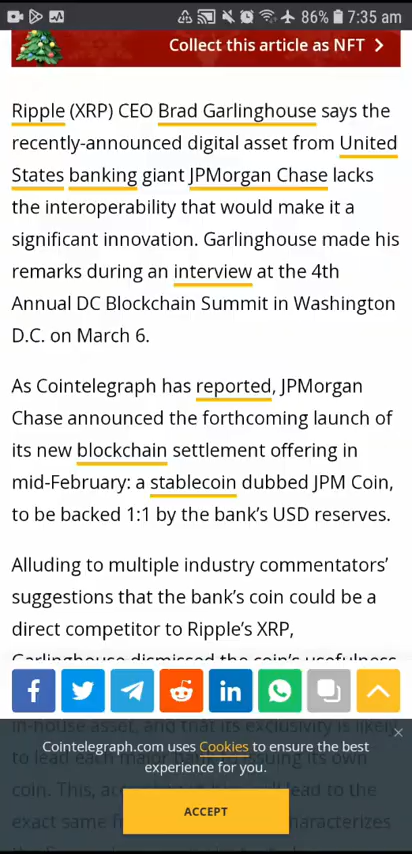 86% 7:35 am
Collect this article as NFT
Ripple (XRP) CEO Brad Garlinghouse says the
recently-announced digital asset from United
States banking giant JPMorgan Chase lacks
the interoperability that would make it a
significant innovation. Garlinghouse made his
remarks during an interview at the 4th
Annual DC Blockchain Summit in Washington
D.C. on March 6.
As Cointelegraph has reported, JPMorgan
Chase announced the forthcoming launch of
its new blockchain settlement offering in
mid-February: a stablecoin dubbed JPM Coin,
to be backed 1:1 by the bank’s USD reserves.
Alluding to multiple industry commentators’
suggestions that the bank’s coin could be a
direct competitor to Ripple’s XRP,
Garlinghouse dismissed the coin’s usefulness
in-house asset, and that its exclusivity is likely
Cointelegraph.com uses Cookies to ensure the best
experience for you.
to lead each major bank to issuing its own
coin. This, lead to the
ACCEPT
exact same characterizes